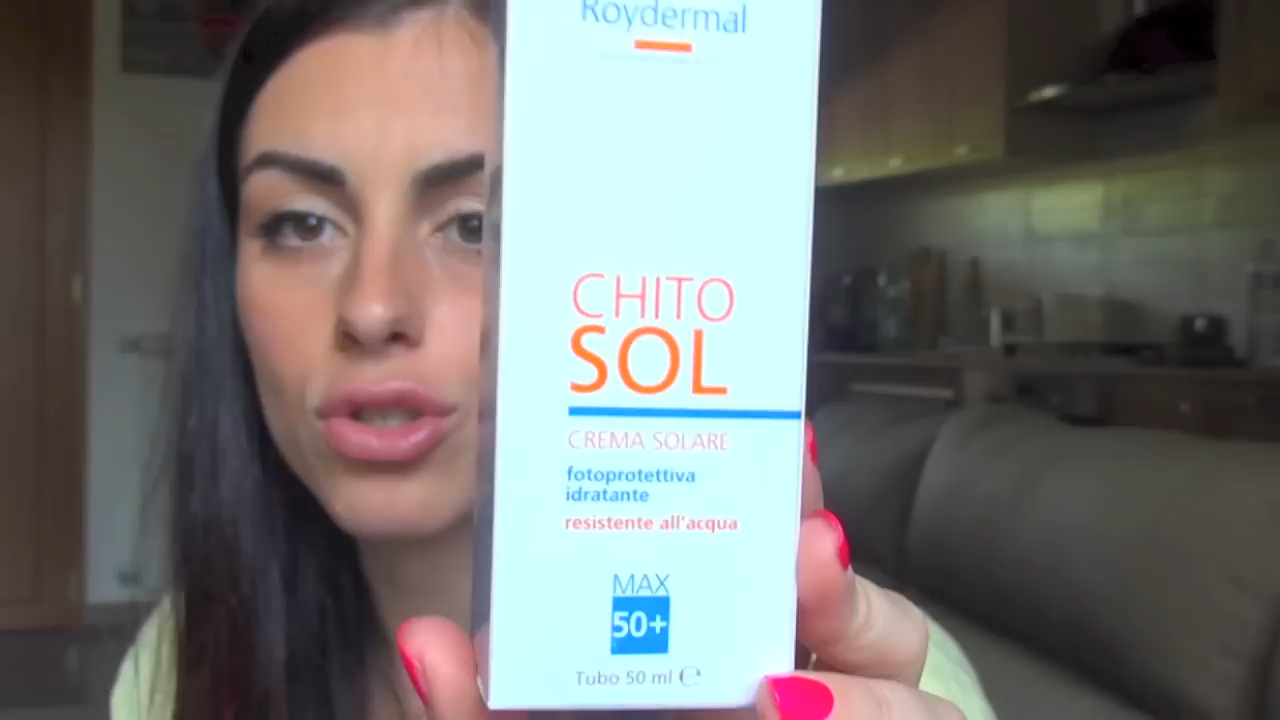 Roydermal
CHITO
SOL
CREMA SOLARE
fotoprotettiva
idratante
resistente all'acqua
MAX
50+
Tubo 50 ml ℮